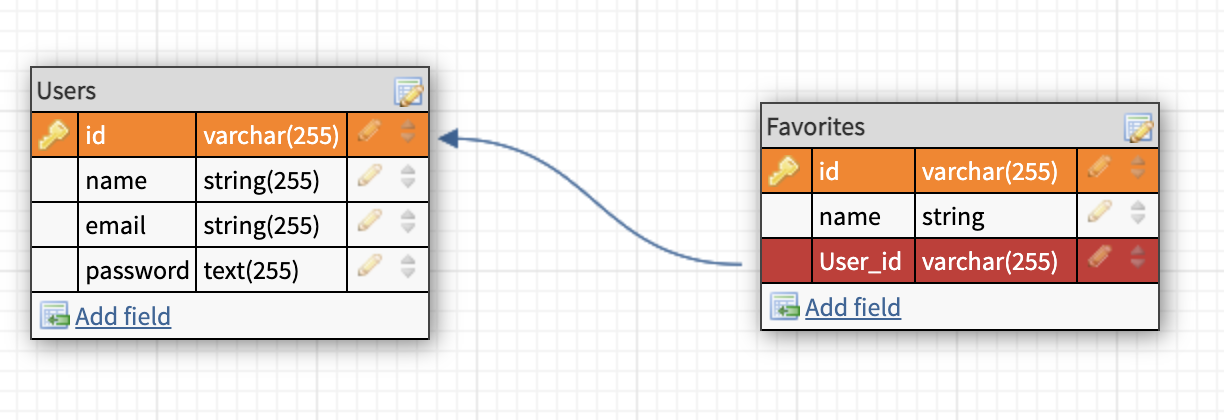 Users
id varchar(255)
name string(255)
email string(255)
password text(255)
Add field
Favorites
id varchar(255)
name string
User_id varchar(255)
Add field